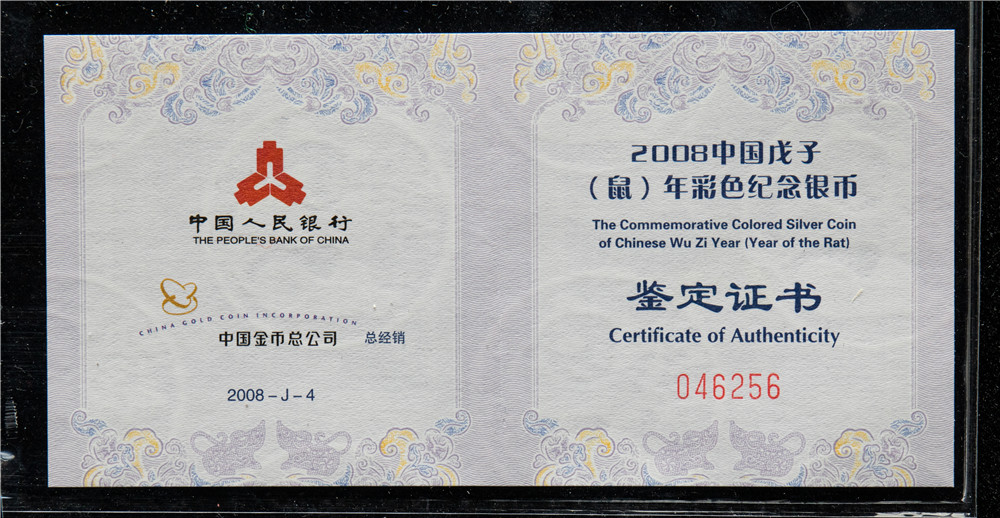 中国人民银行
THE PEOPLE'S BANK OF CHINA
CHINA GOLD COIN INCORPORATION
中国金币总公司 总经销
2008-J-4
2008中国戊子
（鼠）年彩色纪念银币
The Commemorative Colored Silver Coin
of Chinese Wu Zi Year (Year of the Rat)
鉴定证书
Certificate of Authenticity
046256